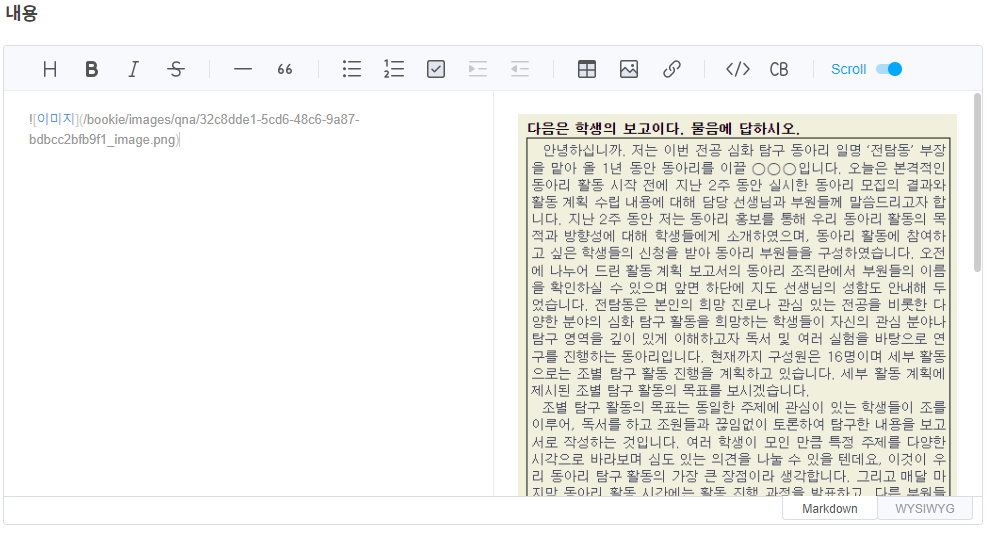 내용
H B I S — 66 </> CB Scroll
![이미지](/bookie/images/qna/32c8dde1-5cd6-48c6-9a87-
bdbcc2bfb9f1_image.png)
다음은 학생의 보고이다. 물음에 답하시오.
안녕하십니까. 저는 이번 전공 심화 탐구 동아리 일명 ‘전탐동’ 부장
을 맡아 올 1년 동안 동아리를 이끌 ○○○입니다. 오늘은 본격적인
동아리 활동 시작 전에 지난 2주 동안 실시한 동아리 모집의 결과와
활동 계획 수립 내용에 대해 담당 선생님과 부원들께 말씀드리고자 합
니다. 지난 2주 동안 저는 동아리 홍보를 통해 우리 동아리 활동의 목
적과 방향성에 대해 학생들에게 소개하였으며, 동아리 활동에 참여하
고 싶은 학생들의 신청을 받아 동아리 부원들을 구성하였습니다. 오전
에 나누어 드린 활동 계획 보고서의 동아리 조직란에서 부원들의 이름
을 확인하실 수 있으며 앞면 하단에 지도 선생님의 성함도 안내해 두
었습니다. 전탐동은 본인의 희망 진로나 관심 있는 전공을 비롯한 다
양한 분야의 심화 탐구 활동을 희망하는 학생들이 자신의 관심 분야나
탐구 영역을 깊이 있게 이해하고자 독서 및 여러 실험을 바탕으로 연
구를 진행하는 동아리입니다. 현재까지 구성원은 16명이며 세부 활동
으로는 조별 탐구 활동 진행을 계획하고 있습니다. 세부 활동 계획에
제시된 조별 탐구 활동의 목표를 보시겠습니다.
조별 탐구 활동의 목표는 동일한 주제에 관심이 있는 학생들이 조를
이루어, 독서를 하고 조원들과 끊임없이 토론하여 탐구한 내용을 보고
서로 작성하는 것입니다. 여러 학생이 모인 만큼 특정 주제를 다양한
시각으로 바라보며 심도 있는 의견을 나눌 수 있을 텐데요, 이것이 우
리 동아리 탐구 활동의 가장 큰 장점이라 생각합니다. 그리고 매달 마
지막 동아리 활동 시간에는 활동 진행 과정을 발표하고, 다른 부원들
Markdown WYSIWYG